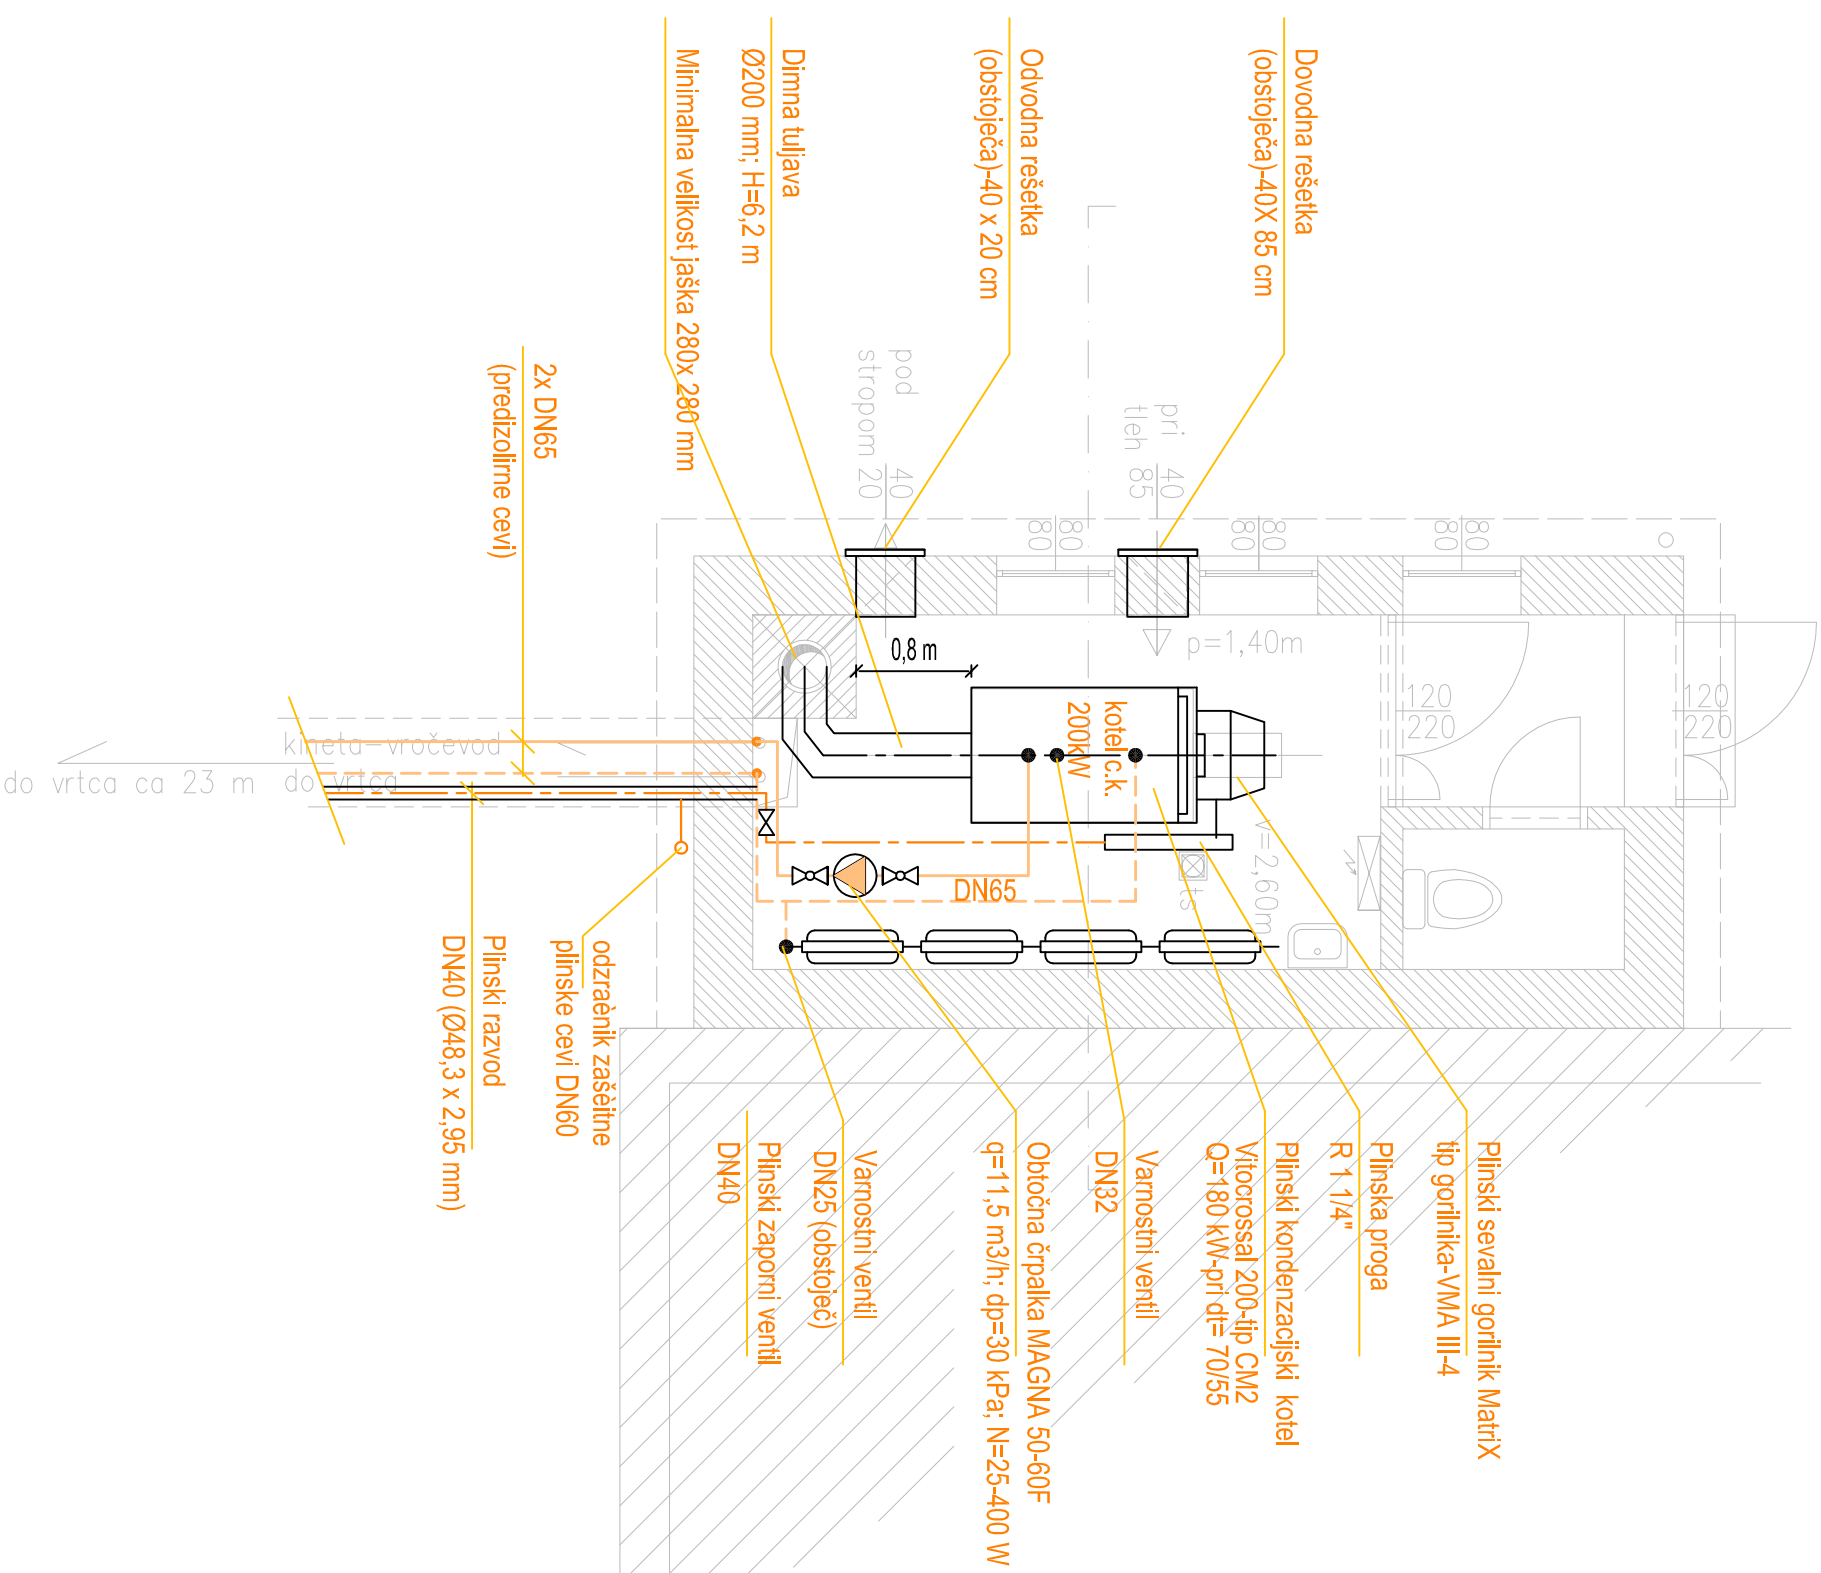 Dovodna rešetka
(obstoječa)-40X 85 cm
Odvodna rešetka
(obstoječa)-40 x 20 cm
Dimna tuljava
Ø200 mm; H=6,2 m
Minimalna velikost jaška 280x 280 mm
2x DN65
(predizolirne cevi)
pod
stropom
40
20
pri
tleh
40
85
80
80
80
80
80
80
p=1,40m
0,8 m
120
220
120
220
kotel c.k.
200kW
v=2,60m
ts
DN65
kineta-vročevod
do vrtca
do vrtca ca 23 m
Plinski razvod
DN40 (Ø48,3 x 2,95 mm)
odzraènik zašèitne
plinske cevi DN60
Plinski zaporni ventil
DN40
Varnostni ventil
DN25 (obstoječ)
Obtočna črpalka MAGNA 50-60F
q=11,5 m3/h; dp=30 kPa; N=25-400 W
Varnostni ventil
DN32
Plinski kondenzacijski kotel
Vitocrossal 200-tip CM2
Q=180 kW-pri dt= 70/55
Plinska proga
R 1 1/4"
Plinski sevalni gorilnik MatriX
tip gorilnika-VMA III-4